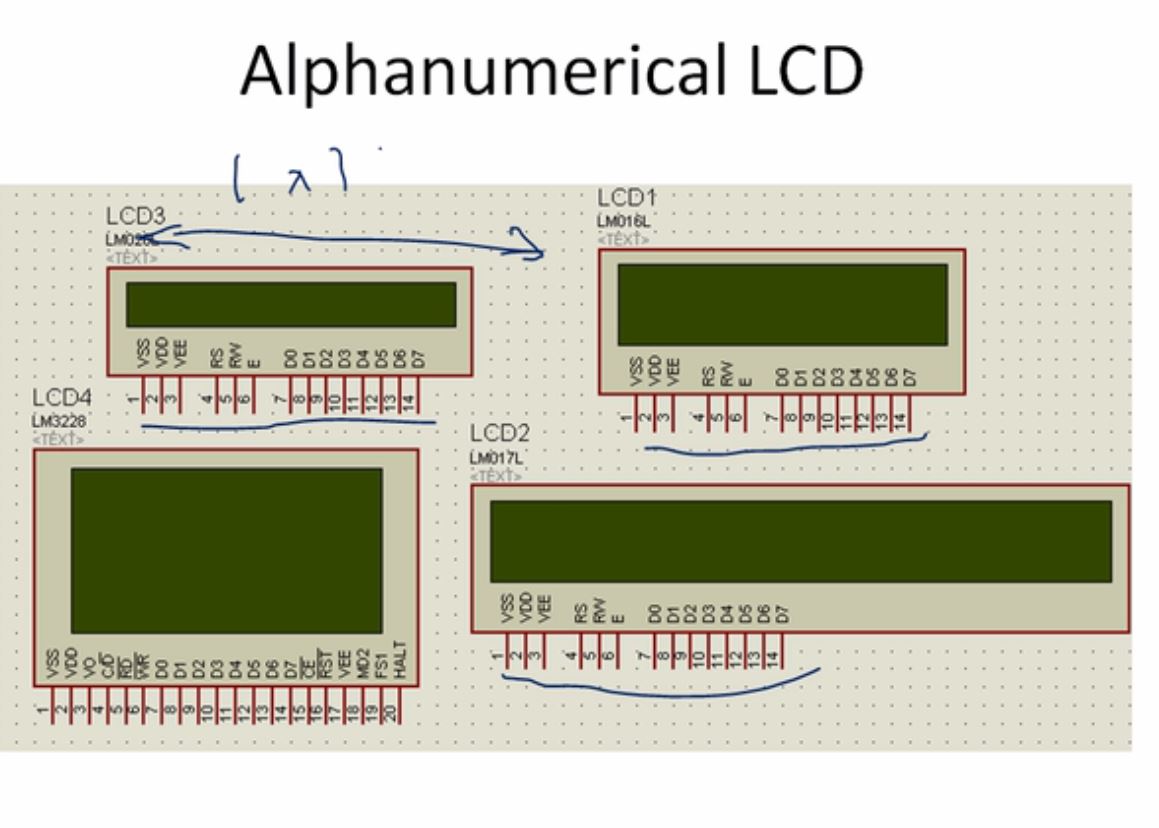 Alphanumerical LCD
LCD3
<TEXT>
VSS VDD VEE RS RW E D0 D1 D2 D3 D4 D5 D6 D7
1 2 3 4 5 6 7 8 9 10 11 12 13 14
LCD1
LM016L
<TEXT>
VSS VDD VEE RS RW E D0 D1 D2 D3 D4 D5 D6 D7
1 2 3 4 5 6 7 8 9 10 11 12 13 14
LCD4
LM3228
<TEXT>
VSS VDD VO C/D RD WR D0 D1 D2 D3 D4 D5 D6 D7 CE RST VEE MD2 FS1 HALT
1 2 3 4 5 6 7 8 9 10 11 12 13 14 15 16 17 18 19 20
LCD2
LM017L
<TEXT>
VSS VDD VEE RS RW E D0 D1 D2 D3 D4 D5 D6 D7
1 2 3 4 5 6 7 8 9 10 11 12 13 14